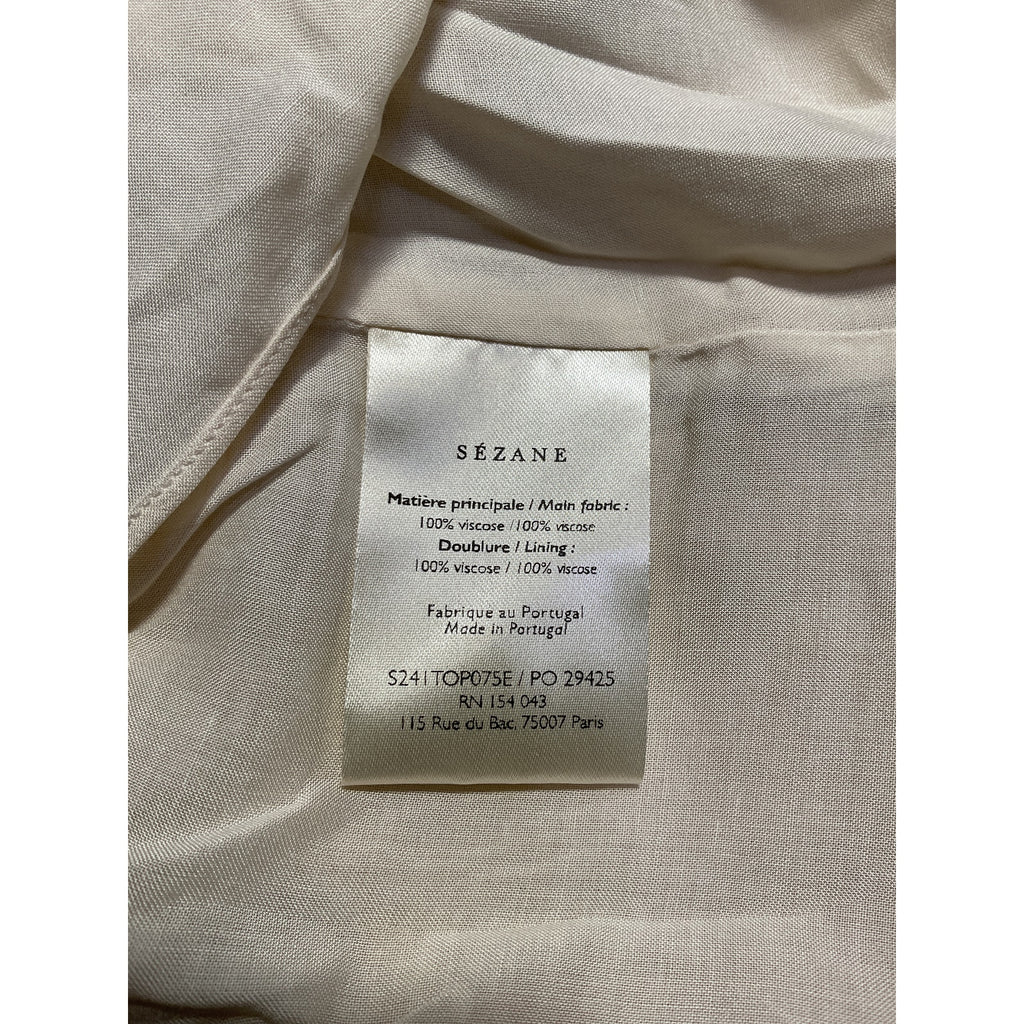 SÉZANE
Matière principale / Main fabric :
100% viscose / 100% viscose
Doublure / Lining :
100% viscose / 100% viscose
Fabrique au Portugal
Made in Portugal
S241TOP075E / PO 29425
RN 154 043
115 Rue du Bac, 75007 Paris